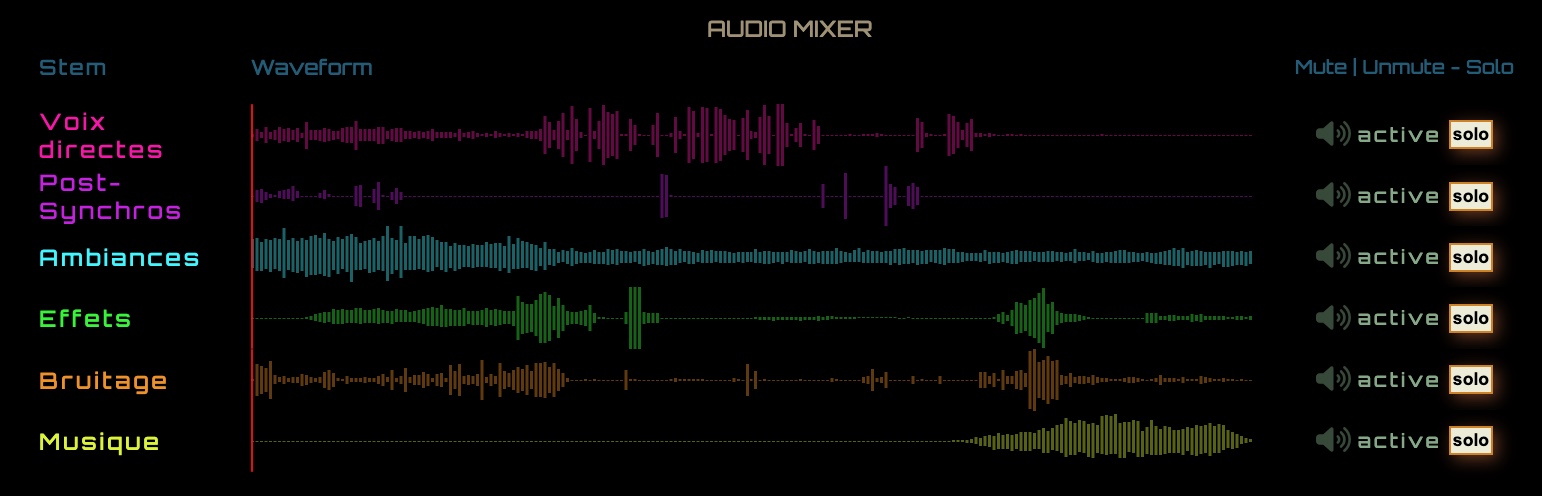 AUDIO MIXER
Stem Waveform Mute | Unmute - Solo
Voix
directes
active solo
Post-
Synchros
active solo
Ambiances active solo
Effets active solo
Bruitage active solo
Musique active solo